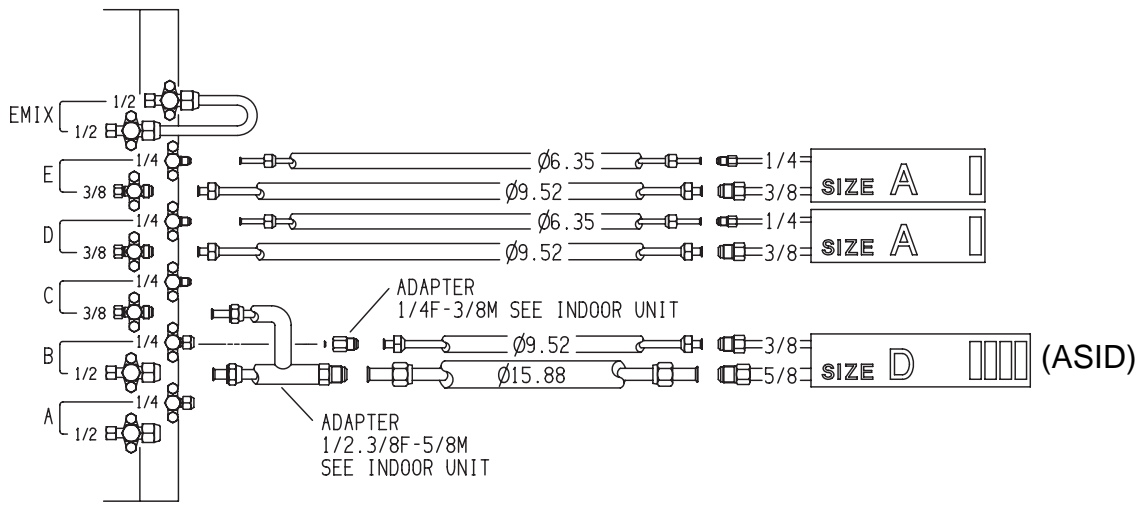 EMIX
1/2
1/2
E
1/4
3/8
Ø6.35
Ø9.52
1/4
3/8
SIZE A
D
1/4
3/8
Ø6.35
Ø9.52
1/4
3/8
SIZE A
C
1/4
3/8
ADAPTER
1/4F-3/8M SEE INDOOR UNIT
B
1/4
1/2
Ø9.52
Ø15.88
3/8
5/8
SIZE D
(ASID)
A
1/4
1/2
ADAPTER
1/2.3/8F-5/8M
SEE INDOOR UNIT